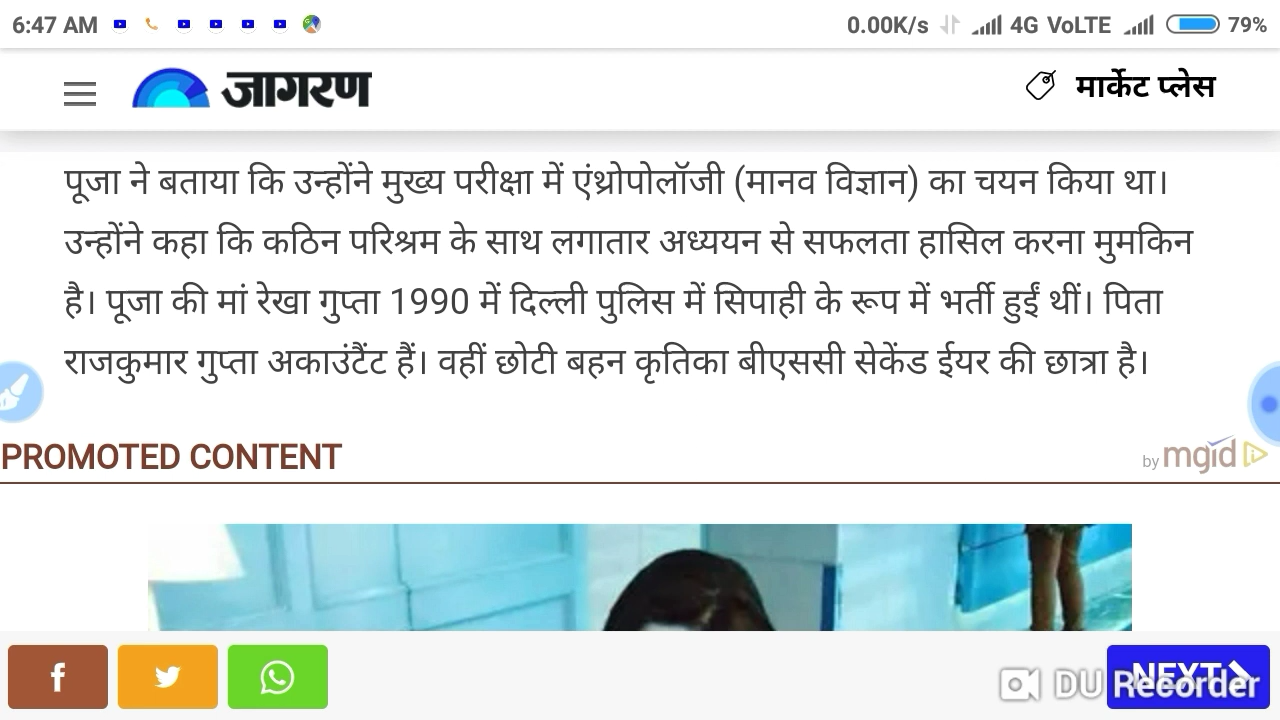 6:47 AM 0.00K/s 4G VoLTE 79%
जागरण मार्केट प्लेस
पूजा ने बताया कि उन्होंने मुख्य परीक्षा में एंथ्रोपोलॉजी (मानव विज्ञान) का चयन किया था।
उन्होंने कहा कि कठिन परिश्रम के साथ लगातार अध्ययन से सफलता हासिल करना मुमकिन
है। पूजा की मां रेखा गुप्ता 1990 में दिल्ली पुलिस में सिपाही के रूप में भर्ती हुईं थीं। पिता
राजकुमार गुप्ता अकाउंटैंट हैं। वहीं छोटी बहन कृतिका बीएससी सेकेंड ईयर की छात्रा है।
PROMOTED CONTENT by mgid
f NEXT
DU Recorder